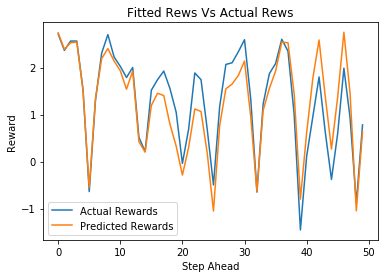 Fitted Rews Vs Actual Rews
Reward
2
1
0
−1
Actual Rewards
Predicted Rewards
0 10 20 30 40 50
Step Ahead